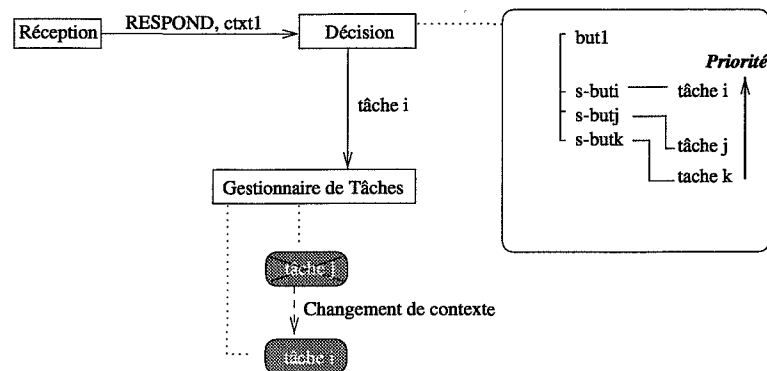 Réception
RESPOND, ctxt1
Décision
tâche i
Gestionnaire de Tâches
tâche j
Changement de contexte
tâche i
but1
Priorité
s-buti
tâche i
s-butj
s-butk
tâche j
tache k